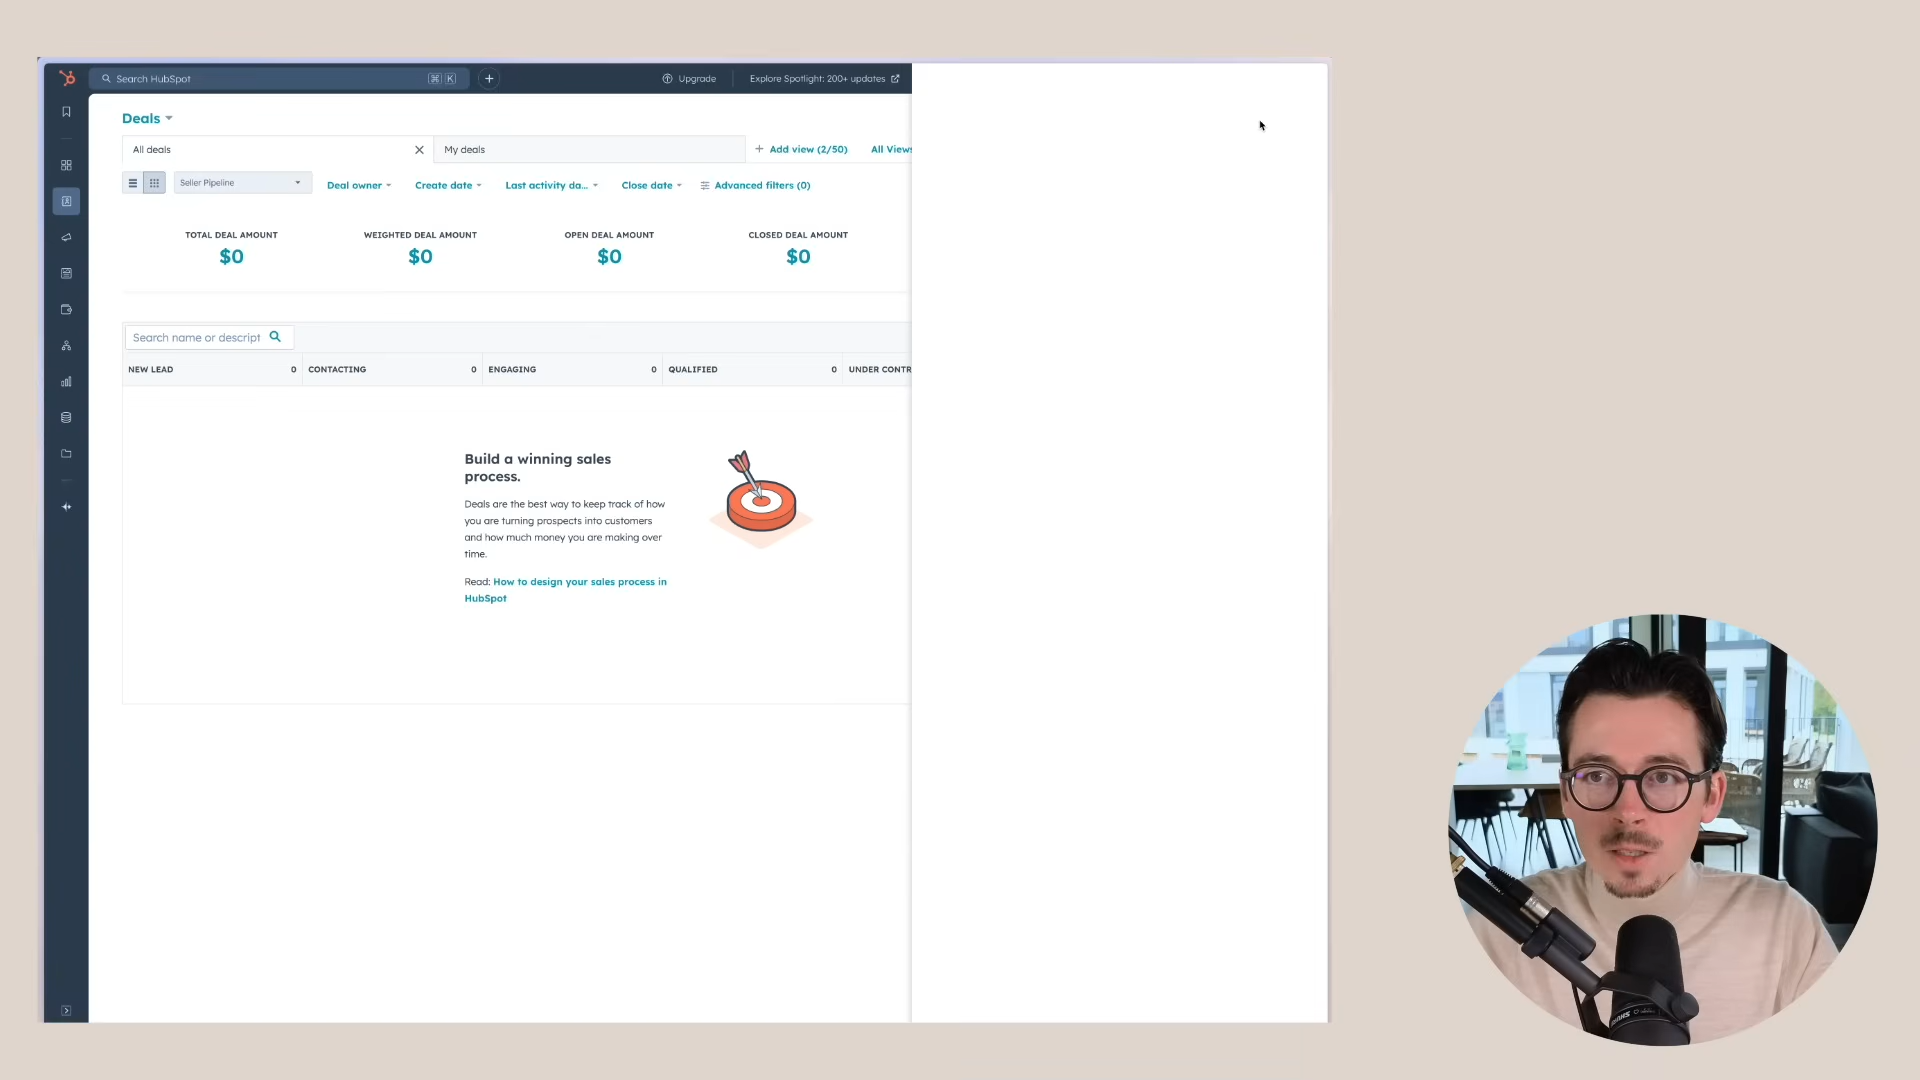 Search HubSpot
⌘ K
+
Upgrade
Explore Spotlight: 200+ updates
Deals
All deals
My deals
+ Add view (2/50)
All Views
Seller Pipeline
Deal owner
Create date
Last activity da...
Close date
Advanced filters (0)
TOTAL DEAL AMOUNT
$0
WEIGHTED DEAL AMOUNT
$0
OPEN DEAL AMOUNT
$0
CLOSED DEAL AMOUNT
$0
Search name or descript
NEW LEAD 0
CONTACTING 0
ENGAGING 0
QUALIFIED 0
UNDER CONTR
Build a winning sales
process.
Deals are the best way to keep track of how
you are turning prospects into customers
and how much money you are making over
time.
Read: How to design your sales process in
HubSpot